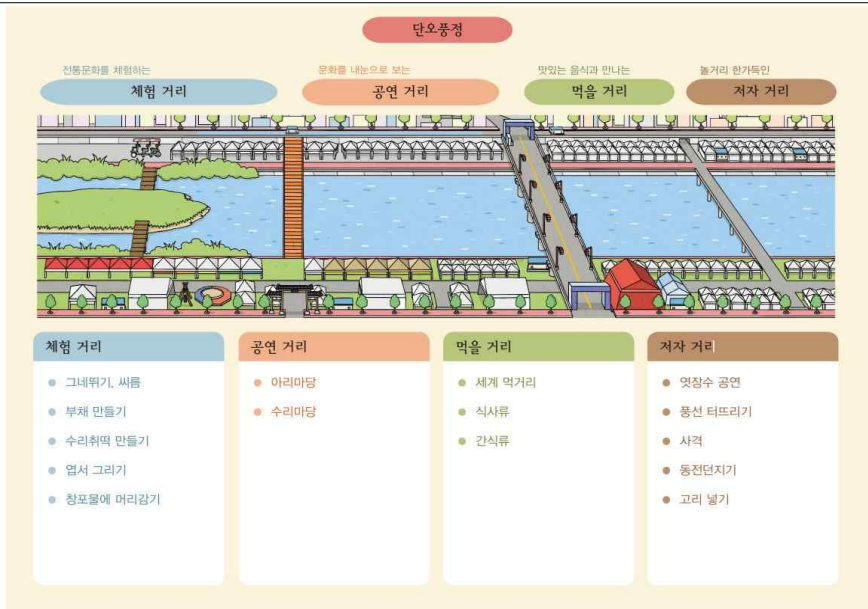 단오풍정
전통문화를 체험하는
체험 거리
문화를 내눈으로 보는
공연 거리
맛있는 음식과 만나는
먹을 거리
놀거리 한가득인
저자 거리
체험 거리
그네뛰기, 씨름
부채 만들기
수리취떡 만들기
엽서 그리기
창포물에 머리감기
공연 거리
아리마당
수리마당
먹을 거리
세계 먹거리
식사류
간식류
저자 거리
엿장수 공연
풍선 터뜨리기
사격
동전던지기
고리 넣기